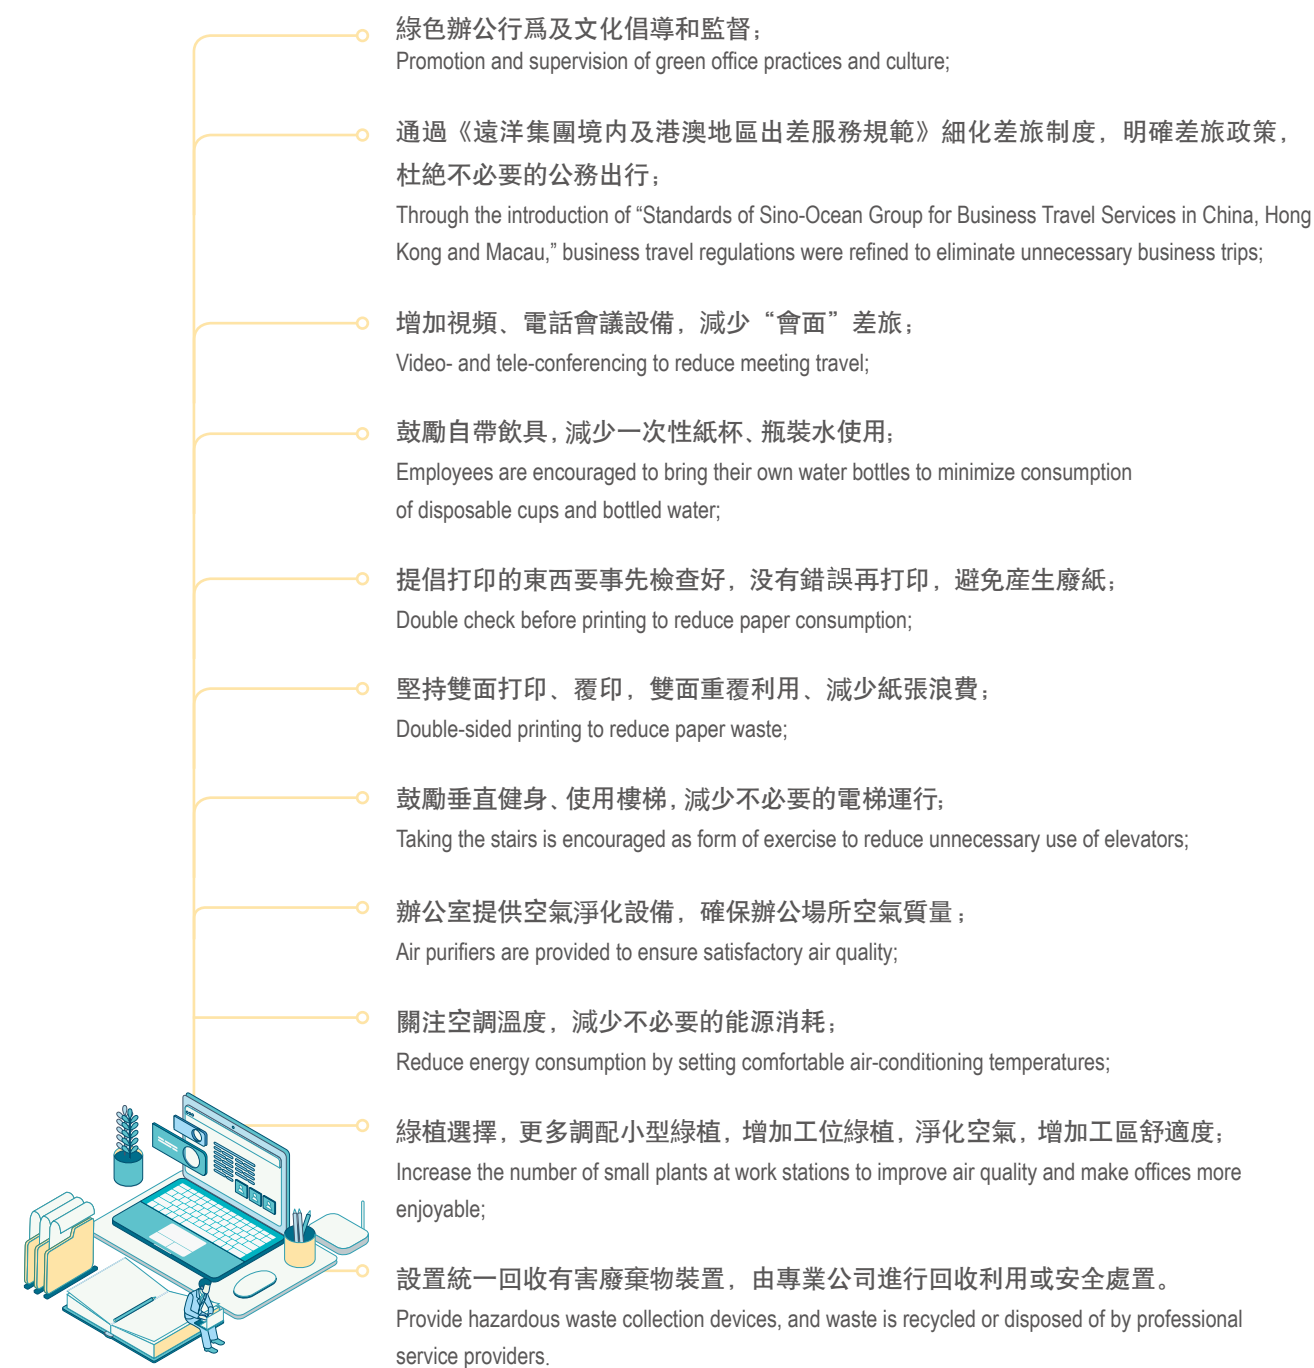 綠色辦公行爲及文化倡導和監督；
Promotion and supervision of green office practices and culture;
通過《遠洋集團境内及港澳地區出差服務規範》細化差旅制度，明確差旅政策，
杜絶不必要的公務出行；
Through the introduction of “Standards of Sino-Ocean Group for Business Travel Services in China, Hong
Kong and Macau,” business travel regulations were refined to eliminate unnecessary business trips;
增加視頻、電話會議設備，減少“會面”差旅；
Video- and tele-conferencing to reduce meeting travel;
鼓勵自帶飲具，減少一次性紙杯、瓶裝水使用；
Employees are encouraged to bring their own water bottles to minimize consumption
of disposable cups and bottled water;
提倡打印的東西要事先檢查好，没有錯誤再打印，避免産生廢紙；
Double check before printing to reduce paper consumption;
堅持雙面打印、覆印，雙面重覆利用、減少紙張浪費；
Double-sided printing to reduce paper waste;
鼓勵垂直健身、使用樓梯，減少不必要的電梯運行；
Taking the stairs is encouraged as form of exercise to reduce unnecessary use of elevators;
辦公室提供空氣淨化設備，確保辦公場所空氣質量；
Air purifiers are provided to ensure satisfactory air quality;
關注空調溫度，減少不必要的能源消耗；
Reduce energy consumption by setting comfortable air-conditioning temperatures;
綠植選擇，更多調配小型綠植，增加工位綠植，淨化空氣，增加工區舒適度；
Increase the number of small plants at work stations to improve air quality and make offices more
enjoyable;
設置統一回收有害廢棄物裝置，由專業公司進行回收利用或安全處置。
Provide hazardous waste collection devices, and waste is recycled or disposed of by professional
service providers.